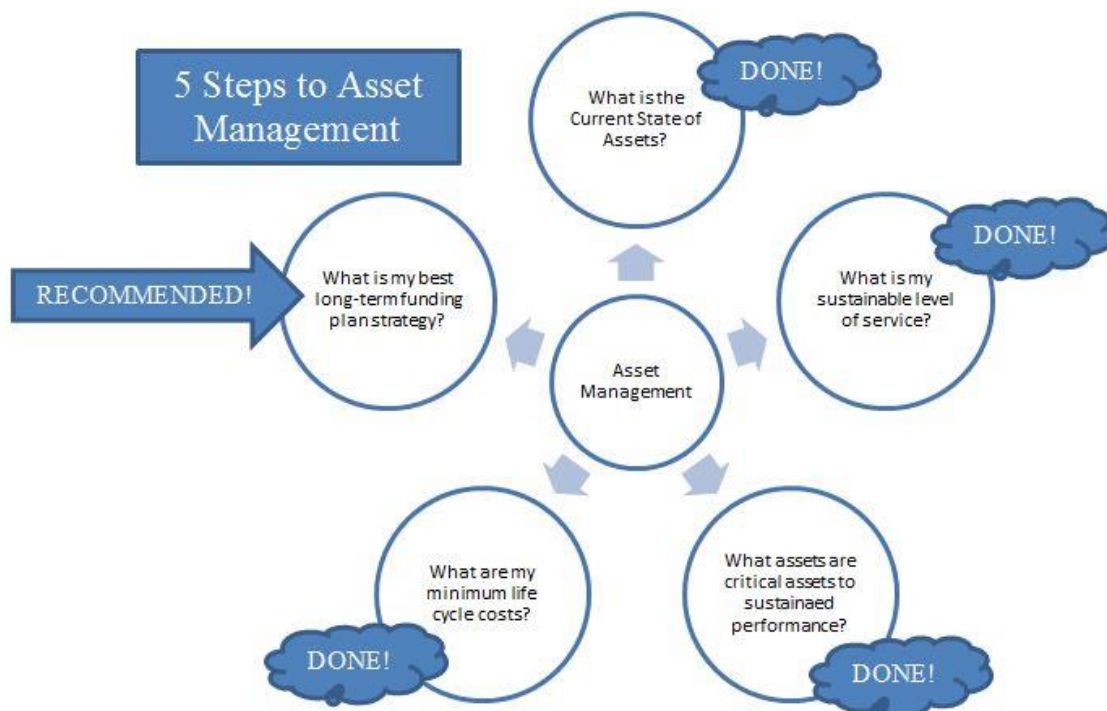 5 Steps to Asset
Management
What is the
Current State of
Assets?
DONE!
What is my
sustainable level
of service?
DONE!
What assets are
critical assets to
sustainaed
performance?
DONE!
What are my
minimum life
cycle costs?
DONE!
RECOMMENDED!
What is my best
long-term funding
plan strategy?
Asset
Management